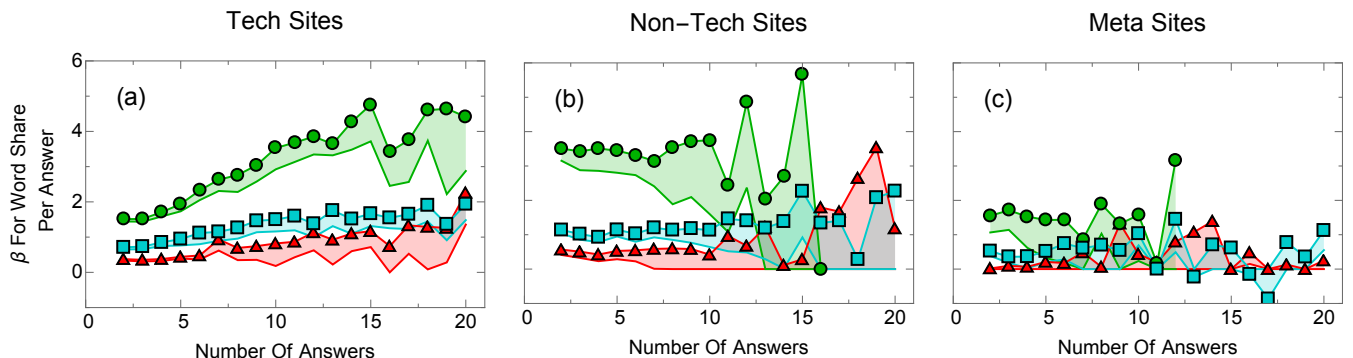 Tech Sites
Non-Tech Sites
Meta Sites
β For Word Share
Per Answer
6
4
2
0
(a)
(b)
(c)
0 5 10 15 20
0 5 10 15 20
0 5 10 15 20
Number Of Answers
Number Of Answers
Number Of Answers